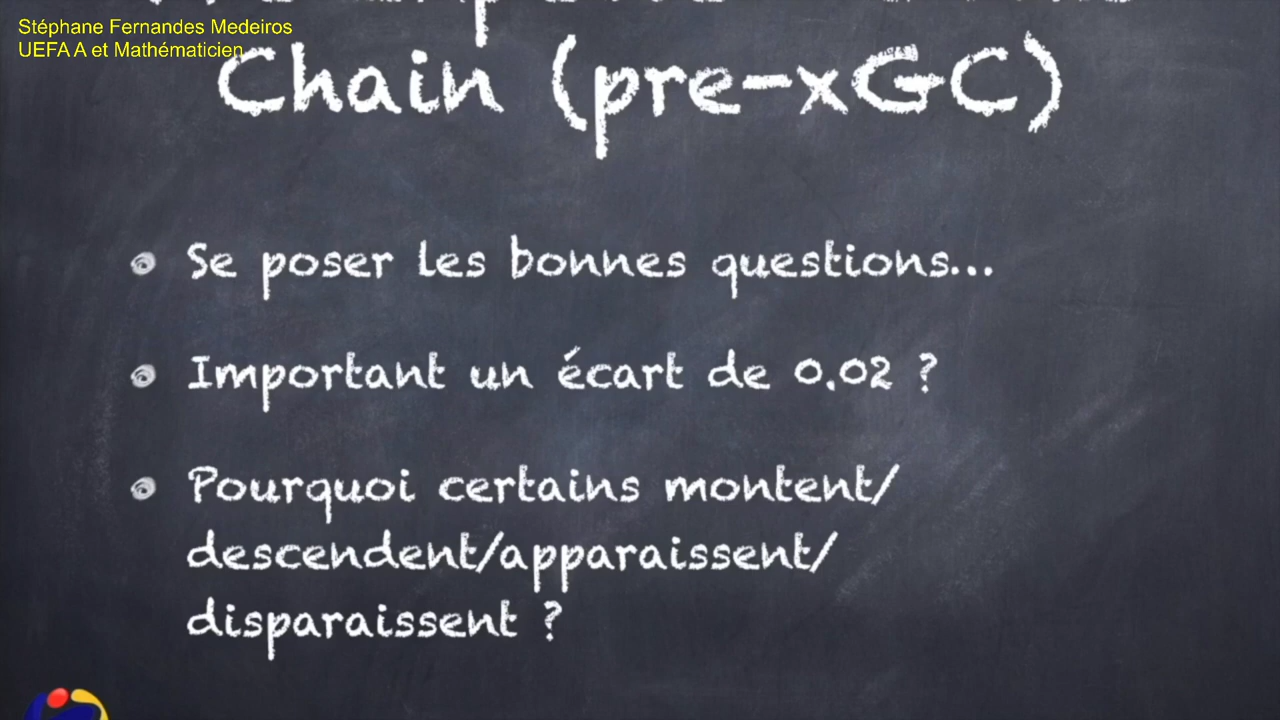 Stéphane Fernandes Medeiros
UEFA A et Mathématicien
Chain (pre-xGC)
Se poser les bonnes questions...
Important un écart de 0.02 ?
Pourquoi certains montent/
descendent/apparaissent/
disparaissent ?